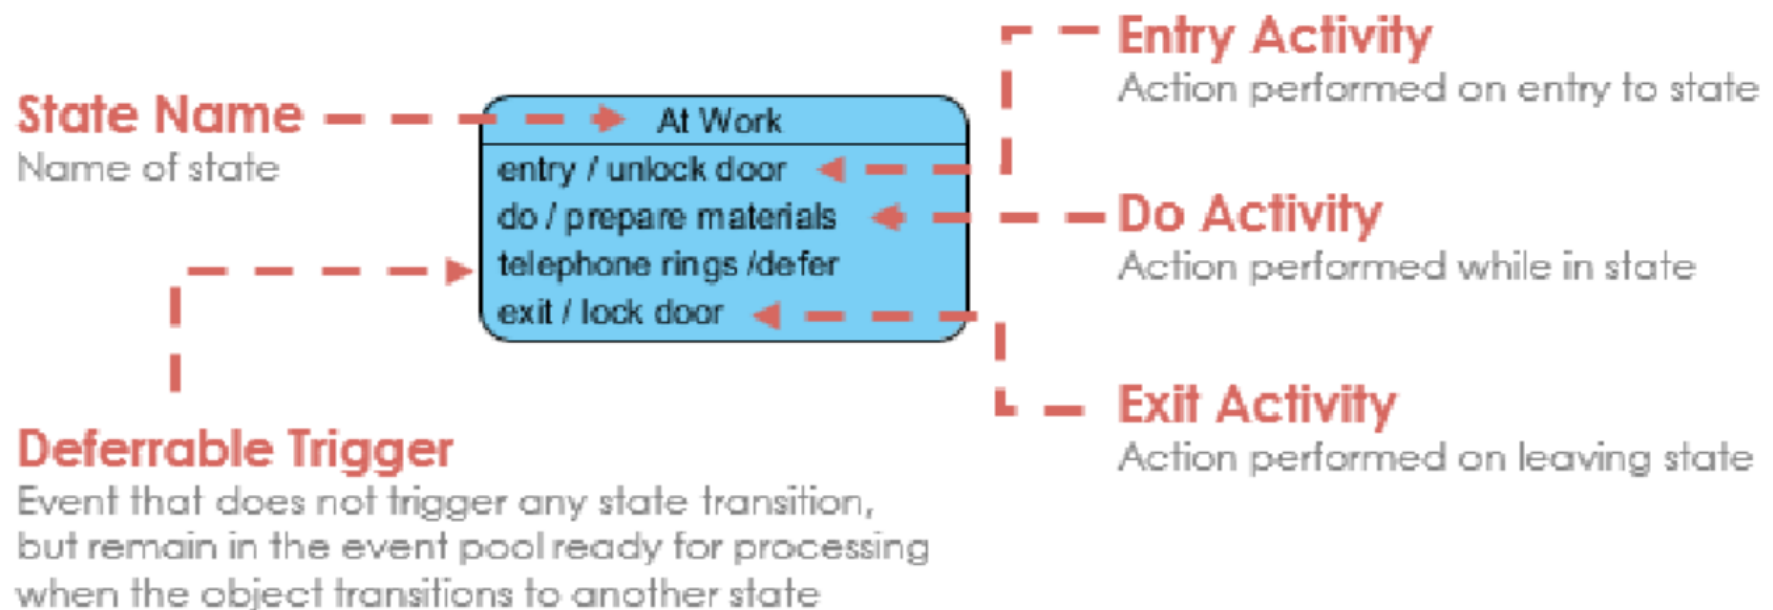 Entry Activity
Action performed on entry to state
State Name
Name of state
At Work
entry / unlock door
do / prepare materials
telephone rings /defer
exit / lock door
Do Activity
Action performed while in state
Exit Activity
Action performed on leaving state
Deferrable Trigger
Event that does not trigger any state transition,
but remain in the event pool ready for processing
when the object transitions to another state